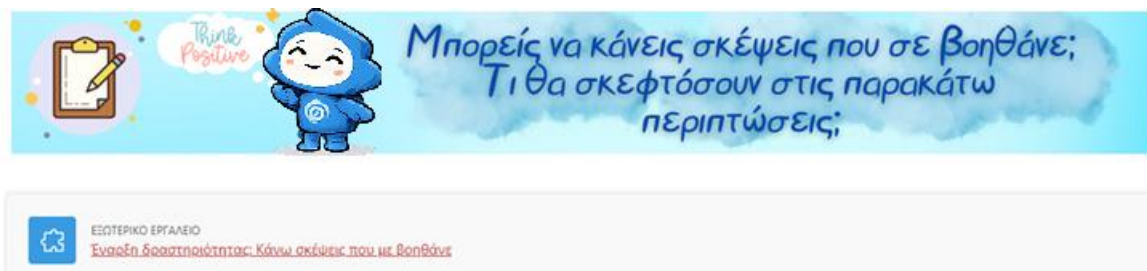 Think
Positive
Μπορείς να κάνεις σκέψεις που σε βοηθάνε;
Τι θα σκεφτόσουν στις παρακάτω
περιπτώσεις;
ΕΞΩΤΕΡΙΚΟ ΕΡΓΑΛΕΙΟ
Έναρξη δραστηριότητας: Κάνω σκέψεις που με βοηθάνε